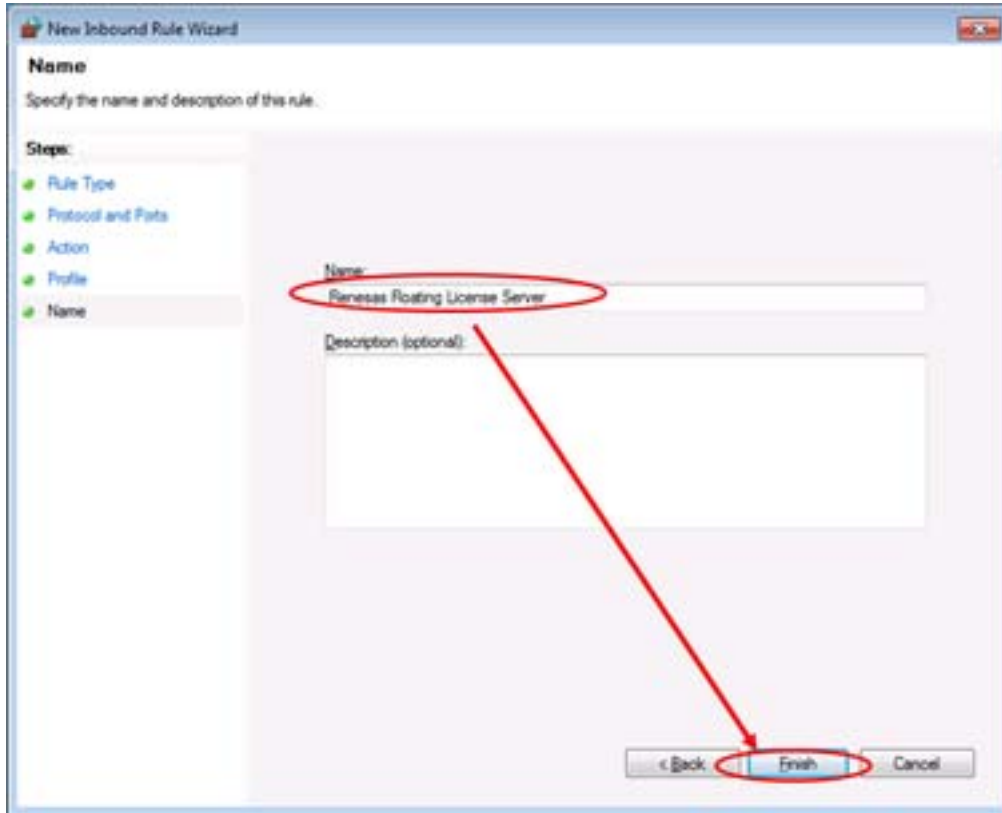 New Inbound Rule Wizard
Name
Specify the name and description of this rule.
Steps:
Rule Type
Protocol and Ports
Action
Profile
Name
Name:
Renesas Floating License Server
Description (optional):
< Back
Finish
Cancel